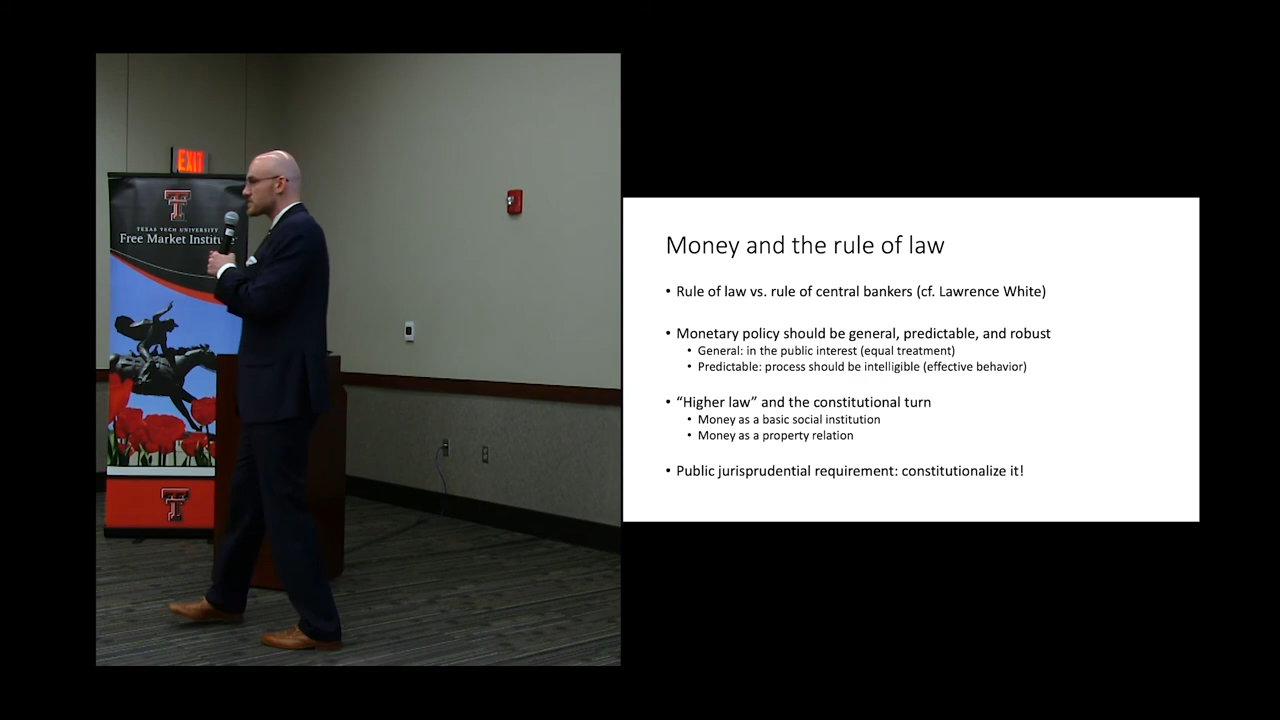 EXIT
TEXAS TECH UNIVERSITY
Free Market Institute
Money and the rule of law
• Rule of law vs. rule of central bankers (cf. Lawrence White)
• Monetary policy should be general, predictable, and robust
• General: in the public interest (equal treatment)
• Predictable: process should be intelligible (effective behavior)
• “Higher law” and the constitutional turn
• Money as a basic social institution
• Money as a property relation
• Public jurisprudential requirement: constitutionalize it!